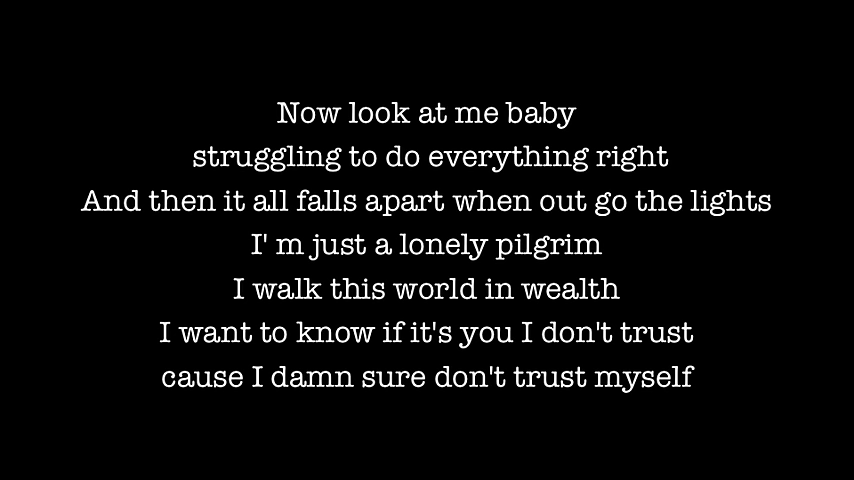 Now look at me baby
struggling to do everything right
And then it all falls apart when out go the lights
I' m just a lonely pilgrim
I walk this world in wealth
I want to know if it's you I don't trust
cause I damn sure don't trust myself